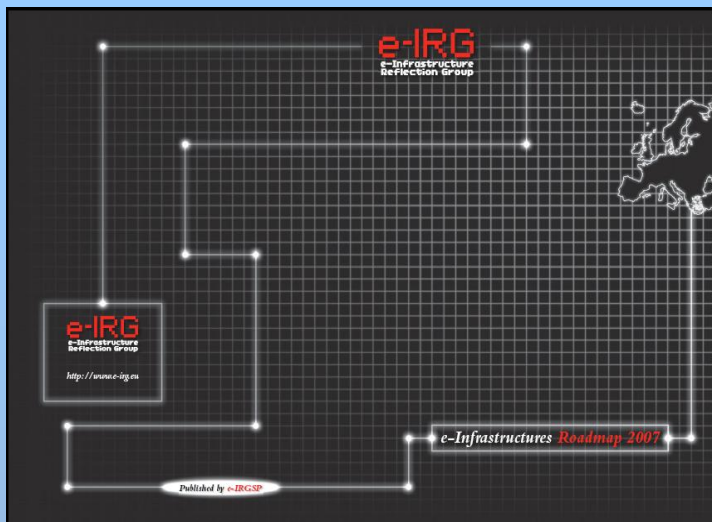 e-IRG
e-Infrastructure
Reflection Group
e-IRG
e-Infrastructure
Reflection Group
http://www.e-irg.eu
e-Infrastructures Roadmap 2007
Published by e-IRGSP